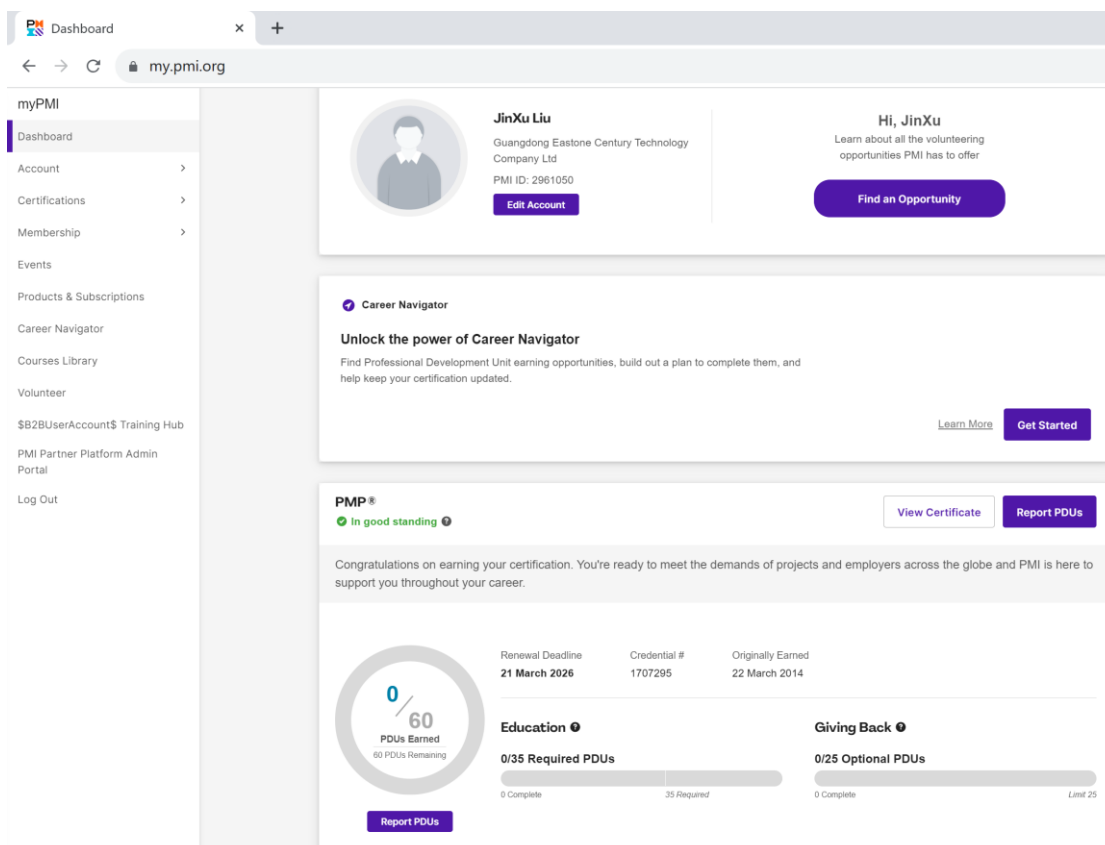 Dashboard
my.pmi.org
myPMI
Dashboard
Account
Certifications
Membership
Events
Products & Subscriptions
Career Navigator
Courses Library
Volunteer
$B2BUserAccount$ Training Hub
PMI Partner Platform Admin
Portal
Log Out
JinXu Liu
Guangdong Eastone Century Technology
Company Ltd
PMI ID: 2961050
Edit Account
Hi, JinXu
Learn about all the volunteering
opportunities PMI has to offer
Find an Opportunity
Career Navigator
Unlock the power of Career Navigator
Find Professional Development Unit earning opportunities, build out a plan to complete them, and
help keep your certification updated.
Learn More
Get Started
PMP®
In good standing
View Certificate
Report PDUs
Congratulations on earning your certification. You're ready to meet the demands of projects and employers across the globe and PMI is here to
support you throughout your career.
0/60
PDUs Earned
60 PDUs Remaining
Report PDUs
Renewal Deadline
21 March 2026
Credential #
1707295
Originally Earned
22 March 2014
Education
0/35 Required PDUs
0 Complete
35 Required
Giving Back
0/25 Optional PDUs
0 Complete
Limit 25